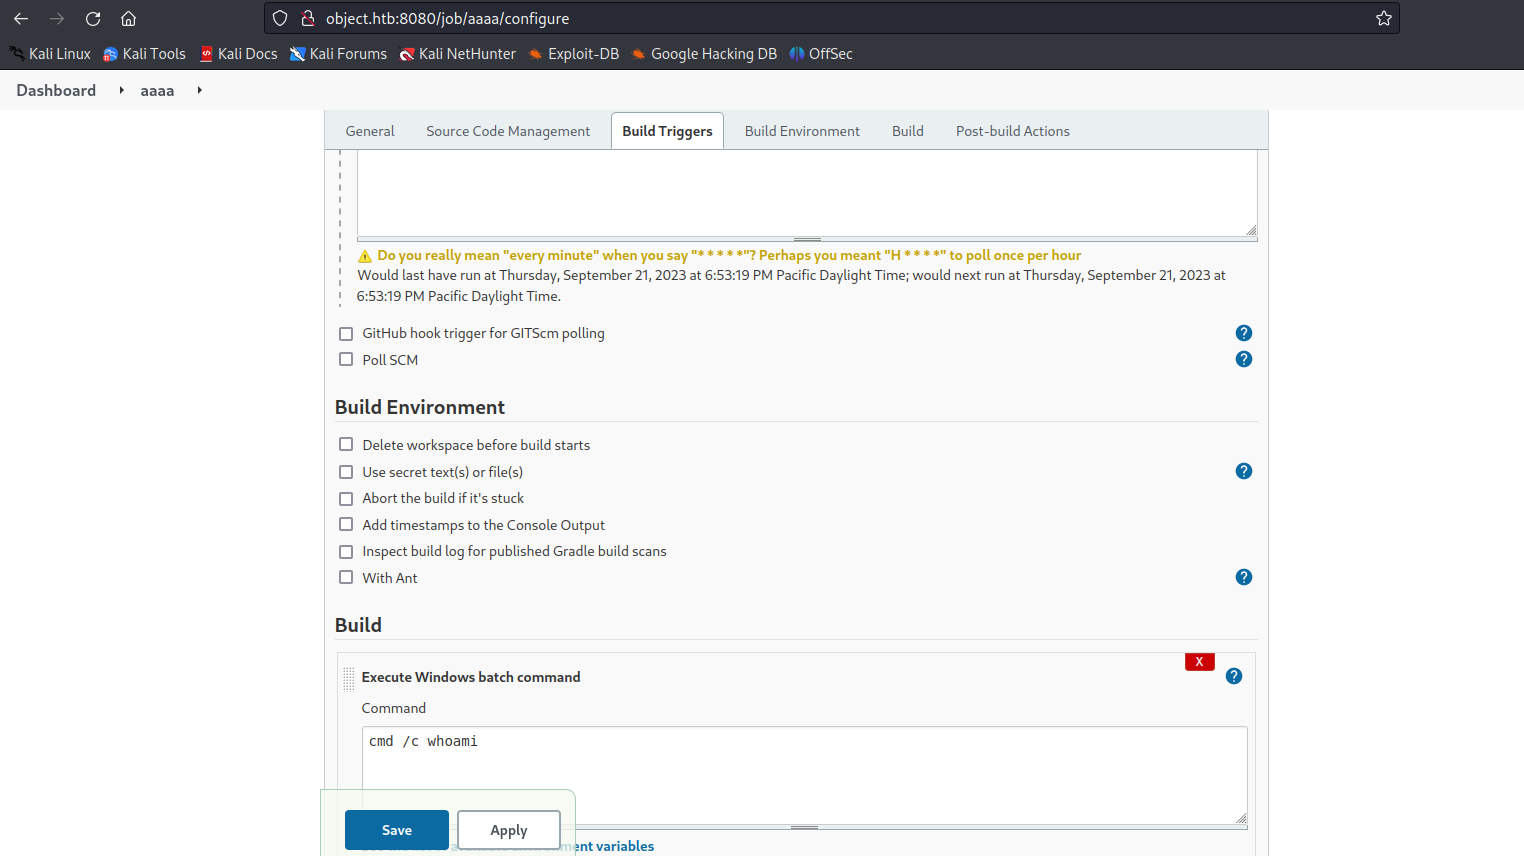 object.htb:8080/job/aaaa/configure
Kali Linux Kali Tools Kali Docs Kali Forums Kali NetHunter Exploit-DB Google Hacking DB OffSec
Dashboard aaaa
General Source Code Management Build Triggers Build Environment Build Post-build Actions
Do you really mean "every minute" when you say "* * * * *"? Perhaps you meant "H * * * *" to poll once per hour
Would last have run at Thursday, September 21, 2023 at 6:53:19 PM Pacific Daylight Time; would next run at Thursday, September 21, 2023 at
6:53:19 PM Pacific Daylight Time.
GitHub hook trigger for GITScm polling ?
Poll SCM ?
Build Environment
Delete workspace before build starts
Use secret text(s) or file(s) ?
Abort the build if it's stuck
Add timestamps to the Console Output
Inspect build log for published Gradle build scans
With Ant ?
Build
X
Execute Windows batch command ?
Command
cmd /c whoami
Save Apply
variables